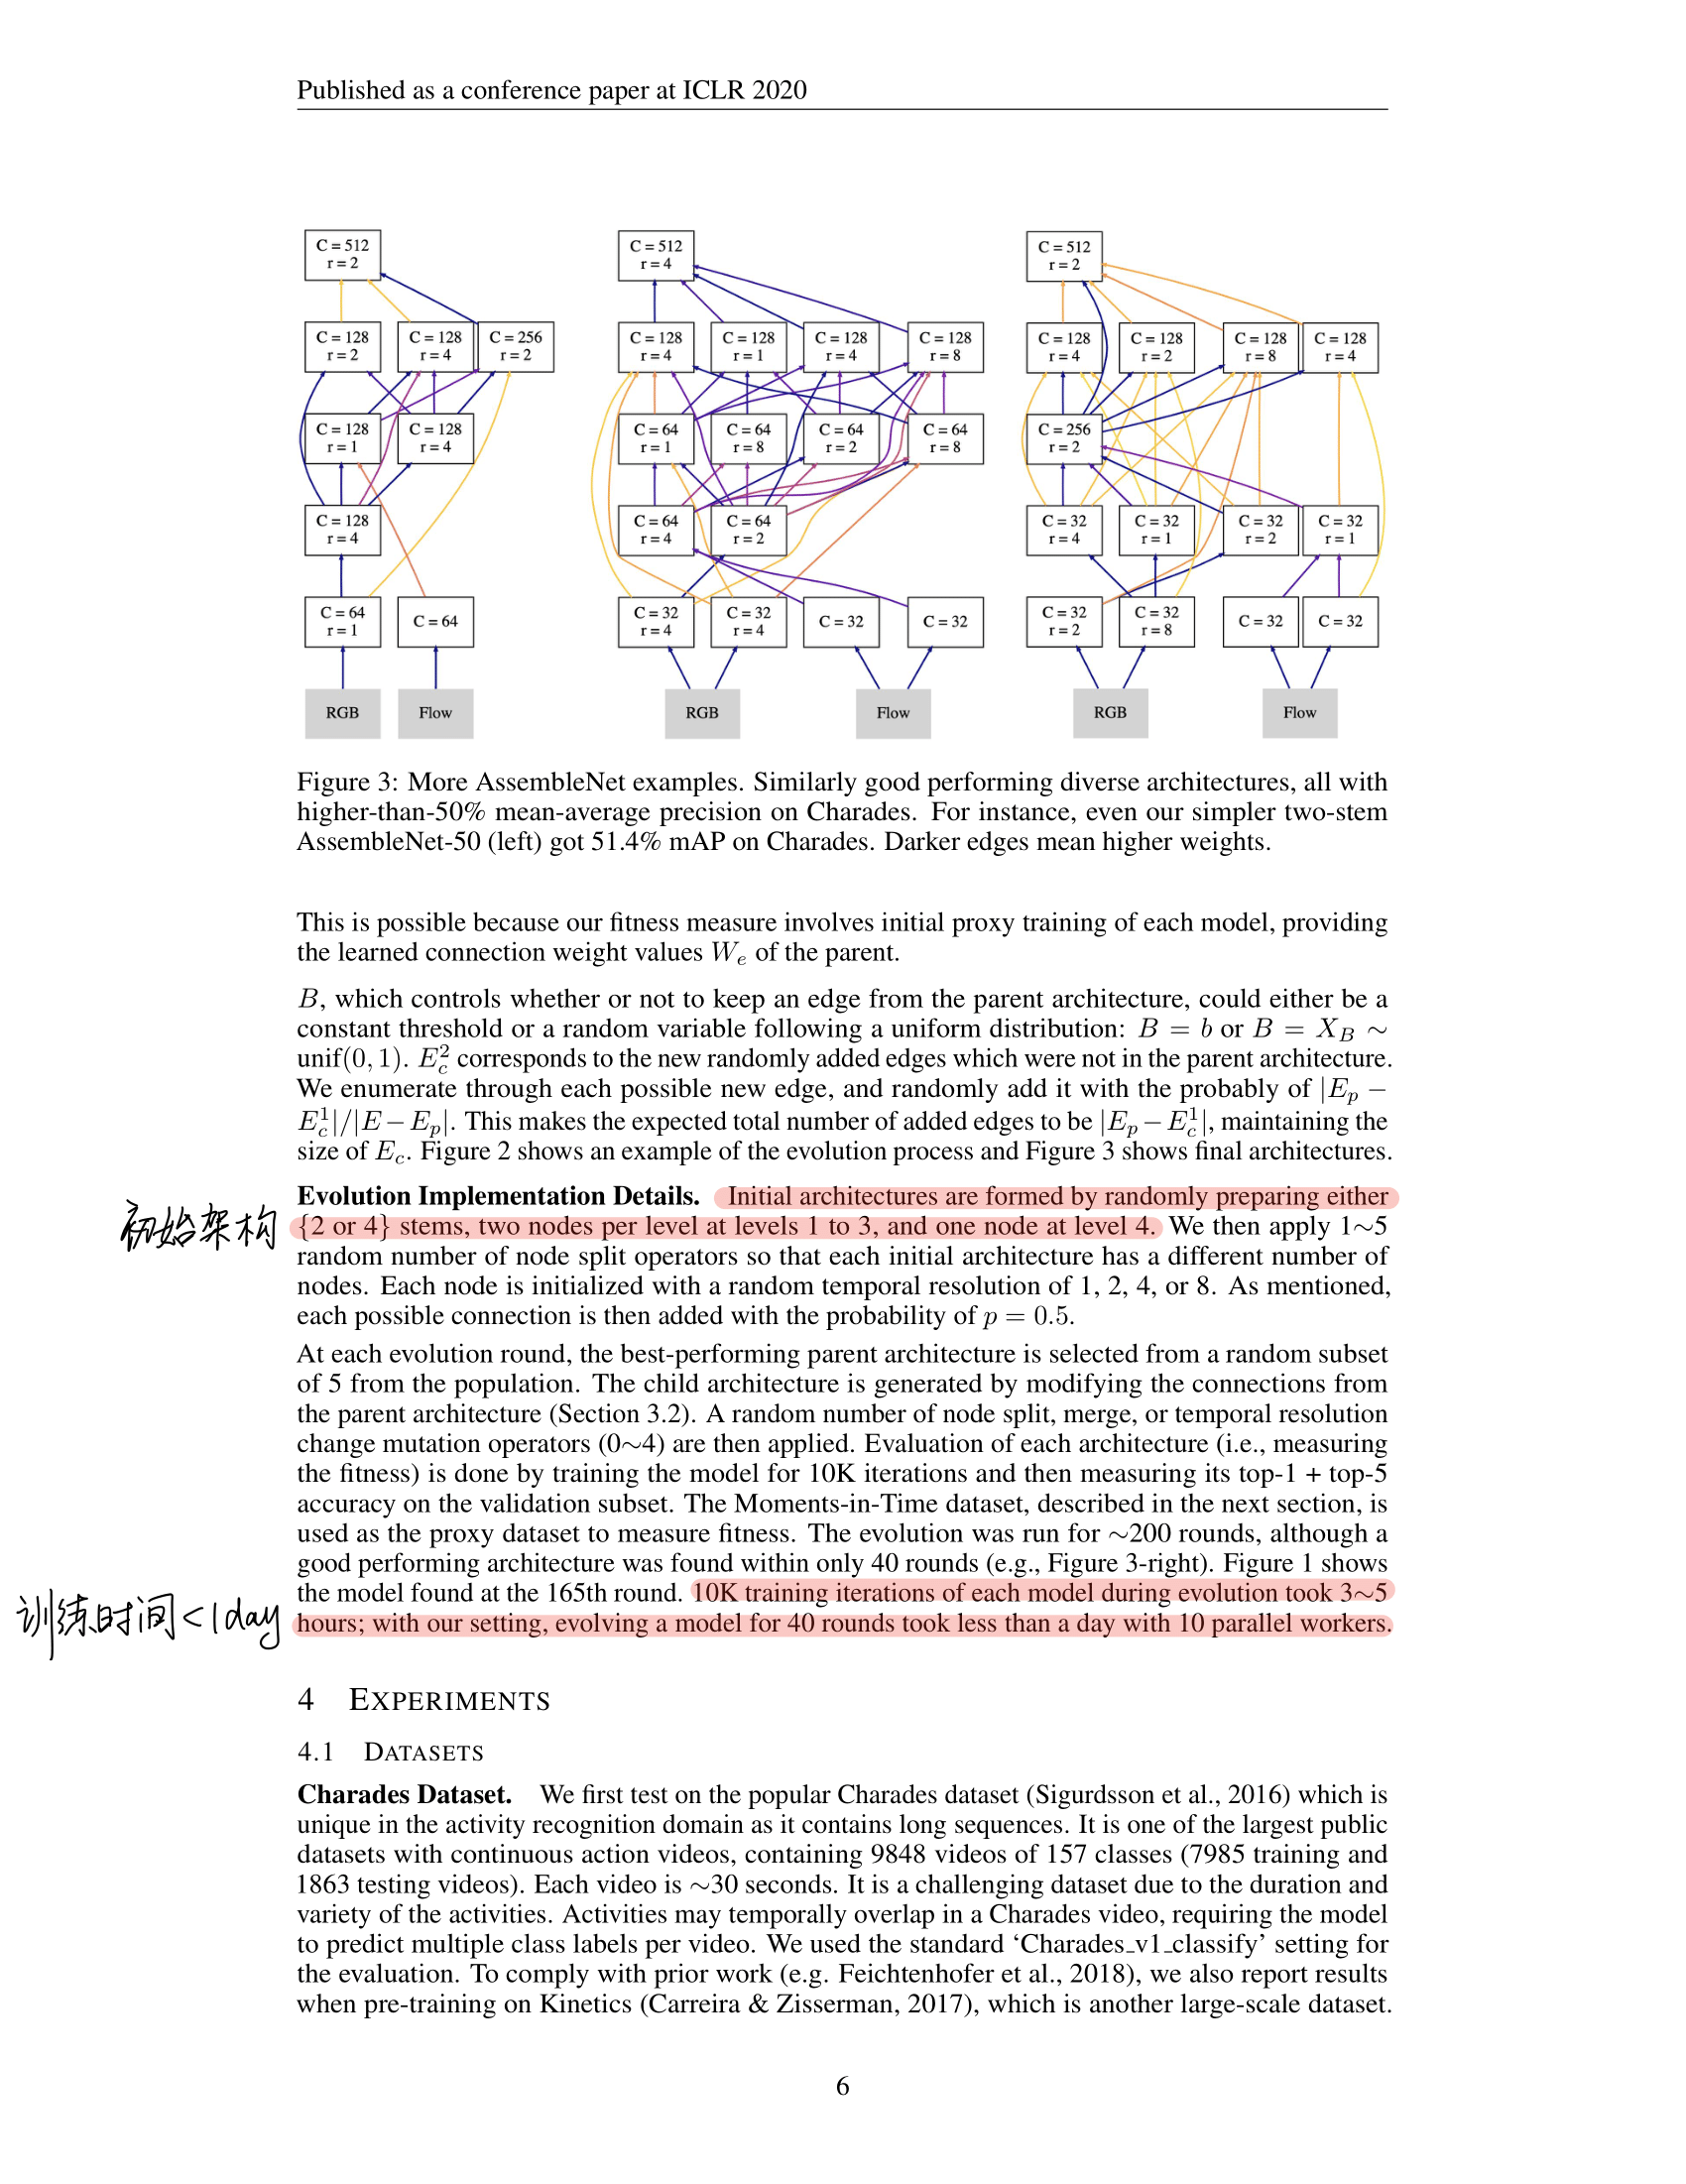 Published as a conference paper at ICLR 2020
C = 512
r = 2
C = 512
r = 4
C = 512
r = 2
C = 128
r = 2
C = 128
r = 4
C = 256
r = 2
C = 128
r = 4
C = 128
r = 1
C = 128
r = 4
C = 128
r = 8
C = 128
r = 4
C = 128
r = 2
C = 128
r = 8
C = 128
r = 4
C = 128
r = 1
C = 128
r = 4
C = 64
r = 1
C = 64
r = 8
C = 64
r = 2
C = 64
r = 8
C = 256
r = 2
C = 128
r = 4
C = 64
r = 4
C = 64
r = 2
C = 32
r = 4
C = 32
r = 1
C = 32
r = 2
C = 32
r = 1
C = 64
r = 1
C = 64
C = 32
r = 4
C = 32
r = 4
C = 32
C = 32
C = 32
r = 2
C = 32
r = 8
C = 32
C = 32
RGB
Flow
RGB
Flow
RGB
Flow
Figure 3: More AssembleNet examples. Similarly good performing diverse architectures, all with
higher-than-50% mean-average precision on Charades. For instance, even our simpler two-stem
AssembleNet-50 (left) got 51.4% mAP on Charades. Darker edges mean higher weights.
This is possible because our fitness measure involves initial proxy training of each model, providing
the learned connection weight values W_e of the parent.
B, which controls whether or not to keep an edge from the parent architecture, could either be a
constant threshold or a random variable following a uniform distribution: B = b or B = X_B ∼
unif(0, 1). E_c^2 corresponds to the new randomly added edges which were not in the parent architecture.
We enumerate through each possible new edge, and randomly add it with the probably of |E_p −
E_c^1|/|E − E_p|. This makes the expected total number of added edges to be |E_p − E_c^1|, maintaining the
size of E_c. Figure 2 shows an example of the evolution process and Figure 3 shows final architectures.
初始架构
Evolution Implementation Details. Initial architectures are formed by randomly preparing either
{2 or 4} stems, two nodes per level at levels 1 to 3, and one node at level 4. We then apply 1∼5
random number of node split operators so that each initial architecture has a different number of
nodes. Each node is initialized with a random temporal resolution of 1, 2, 4, or 8. As mentioned,
each possible connection is then added with the probability of p = 0.5.
At each evolution round, the best-performing parent architecture is selected from a random subset
of 5 from the population. The child architecture is generated by modifying the connections from
the parent architecture (Section 3.2). A random number of node split, merge, or temporal resolution
change mutation operators (0∼4) are then applied. Evaluation of each architecture (i.e., measuring
the fitness) is done by training the model for 10K iterations and then measuring its top-1 + top-5
accuracy on the validation subset. The Moments-in-Time dataset, described in the next section, is
used as the proxy dataset to measure fitness. The evolution was run for ∼200 rounds, although a
good performing architecture was found within only 40 rounds (e.g., Figure 3-right). Figure 1 shows
the model found at the 165th round. 10K training iterations of each model during evolution took 3∼5
hours; with our setting, evolving a model for 40 rounds took less than a day with 10 parallel workers.
训练时间<1day
4 EXPERIMENTS
4.1 DATASETS
Charades Dataset. We first test on the popular Charades dataset (Sigurdsson et al., 2016) which is
unique in the activity recognition domain as it contains long sequences. It is one of the largest public
datasets with continuous action videos, containing 9848 videos of 157 classes (7985 training and
1863 testing videos). Each video is ∼30 seconds. It is a challenging dataset due to the duration and
variety of the activities. Activities may temporally overlap in a Charades video, requiring the model
to predict multiple class labels per video. We used the standard ‘Charades_v1_classify’ setting for
the evaluation. To comply with prior work (e.g. Feichtenhofer et al., 2018), we also report results
when pre-training on Kinetics (Carreira & Zisserman, 2017), which is another large-scale dataset.
6